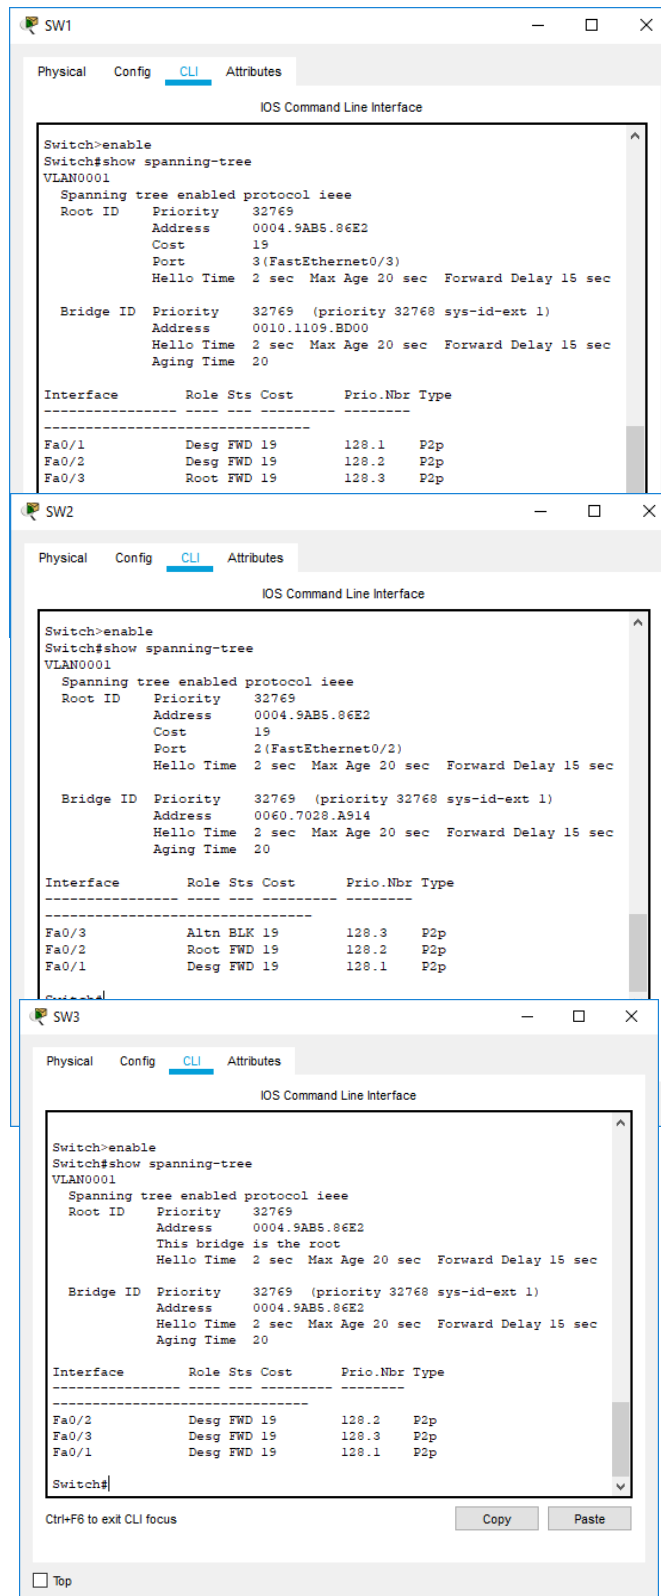 SW1
Physical Config CLI Attributes
IOS Command Line Interface
Switch>enable
Switch#show spanning-tree
VLAN0001
  Spanning tree enabled protocol ieee
  Root ID    Priority    32769
             Address     0004.9AB5.86E2
             Cost        19
             Port        3(FastEthernet0/3)
             Hello Time  2 sec  Max Age 20 sec  Forward Delay 15 sec
  Bridge ID  Priority    32769  (priority 32768 sys-id-ext 1)
             Address     0010.1109.BD00
             Hello Time  2 sec  Max Age 20 sec  Forward Delay 15 sec
             Aging Time  20
Interface        Role Sts Cost      Prio.Nbr Type
---------------- ---- --- --------- --------
--------------------------------
Fa0/1            Desg FWD 19        128.1    P2p
Fa0/2            Desg FWD 19        128.2    P2p
Fa0/3            Root FWD 19        128.3    P2p
SW2
Physical Config CLI Attributes
IOS Command Line Interface
Switch>enable
Switch#show spanning-tree
VLAN0001
  Spanning tree enabled protocol ieee
  Root ID    Priority    32769
             Address     0004.9AB5.86E2
             Cost        19
             Port        2(FastEthernet0/2)
             Hello Time  2 sec  Max Age 20 sec  Forward Delay 15 sec
  Bridge ID  Priority    32769  (priority 32768 sys-id-ext 1)
             Address     0060.7028.A914
             Hello Time  2 sec  Max Age 20 sec  Forward Delay 15 sec
             Aging Time  20
Interface        Role Sts Cost      Prio.Nbr Type
---------------- ---- --- --------- --------
--------------------------------
Fa0/3            Altn BLK 19        128.3    P2p
Fa0/2            Root FWD 19        128.2    P2p
Fa0/1            Desg FWD 19        128.1    P2p
Switch#
SW3
Physical Config CLI Attributes
IOS Command Line Interface
Switch>enable
Switch#show spanning-tree
VLAN0001
  Spanning tree enabled protocol ieee
  Root ID    Priority    32769
             Address     0004.9AB5.86E2
             This bridge is the root
             Hello Time  2 sec  Max Age 20 sec  Forward Delay 15 sec
  Bridge ID  Priority    32769  (priority 32768 sys-id-ext 1)
             Address     0004.9AB5.86E2
             Hello Time  2 sec  Max Age 20 sec  Forward Delay 15 sec
             Aging Time  20
Interface        Role Sts Cost      Prio.Nbr Type
---------------- ---- --- --------- --------
--------------------------------
Fa0/2            Desg FWD 19        128.2    P2p
Fa0/3            Desg FWD 19        128.3    P2p
Fa0/1            Desg FWD 19        128.1    P2p
Switch#
Ctrl+F6 to exit CLI focus Copy Paste
Top